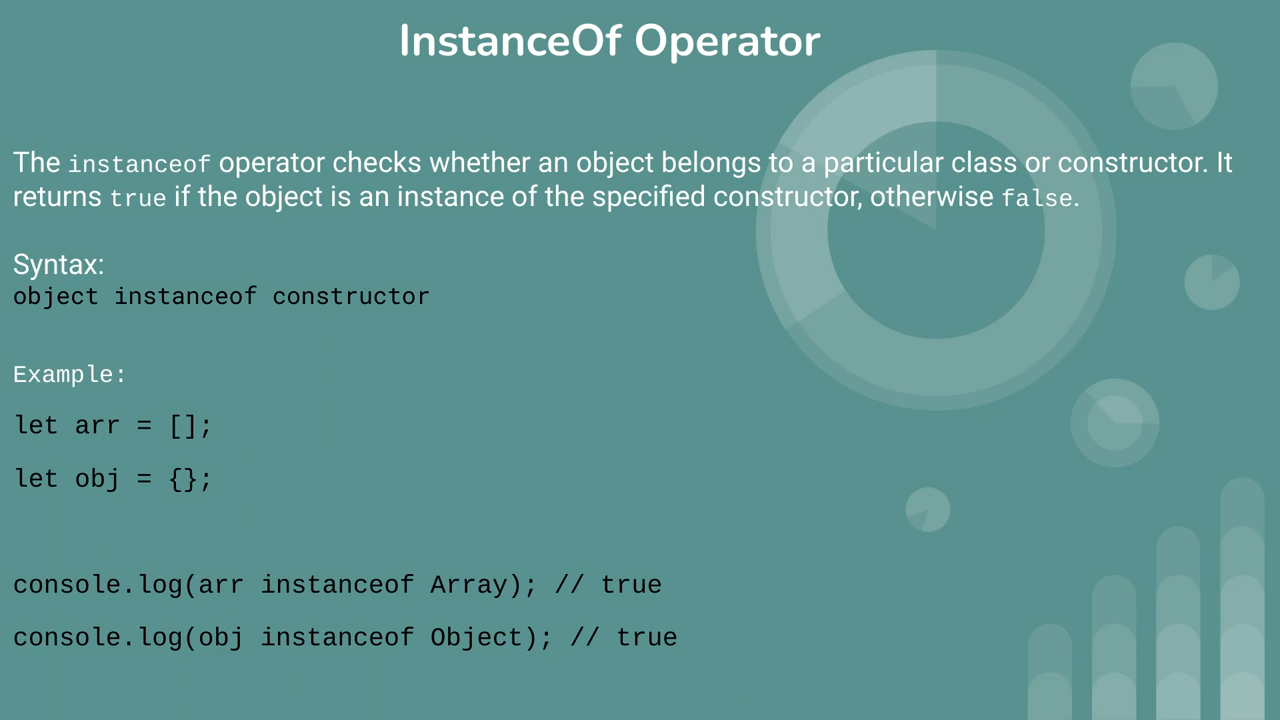 InstanceOf Operator
The instanceof operator checks whether an object belongs to a particular class or constructor. It
returns true if the object is an instance of the specified constructor, otherwise false.
Syntax:
object instanceof constructor
Example:
let arr = [];
let obj = {};
console.log(arr instanceof Array); // true
console.log(obj instanceof Object); // true